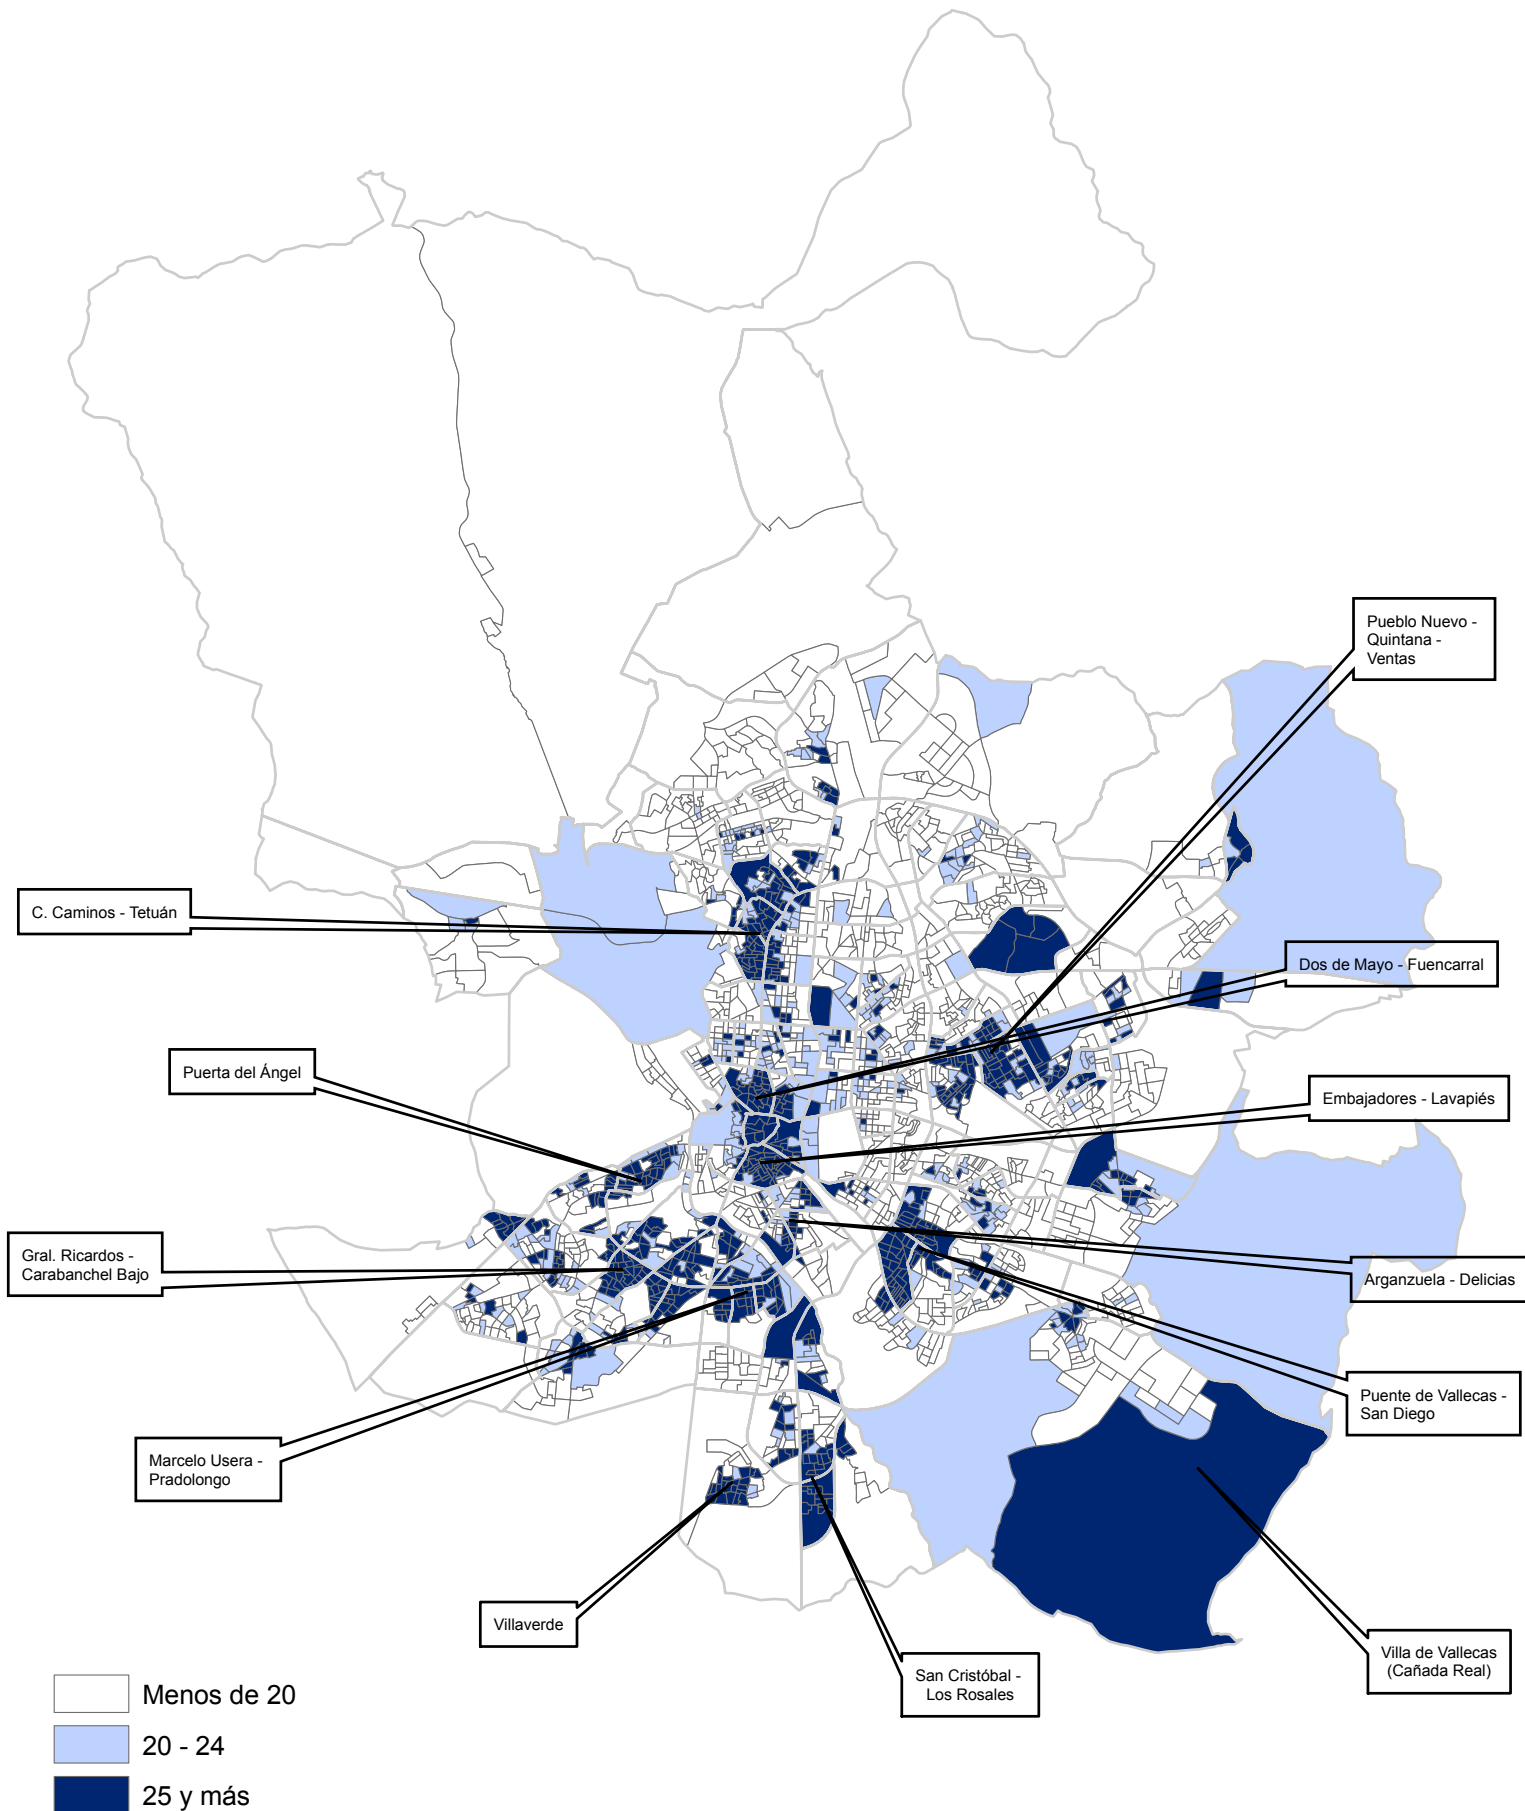 Pueblo Nuevo -
Quintana -
Ventas
C. Caminos - Tetuán
Dos de Mayo - Fuencarral
Puerta del Ángel
Embajadores - Lavapiés
Gral. Ricardos -
Carabanchel Bajo
Arganzuela - Delicias
Puente de Vallecas -
San Diego
Marcelo Usera -
Pradolongo
Villaverde
San Cristóbal -
Los Rosales
Villa de Vallecas
(Cañada Real)
Menos de 20
20 - 24
25 y más